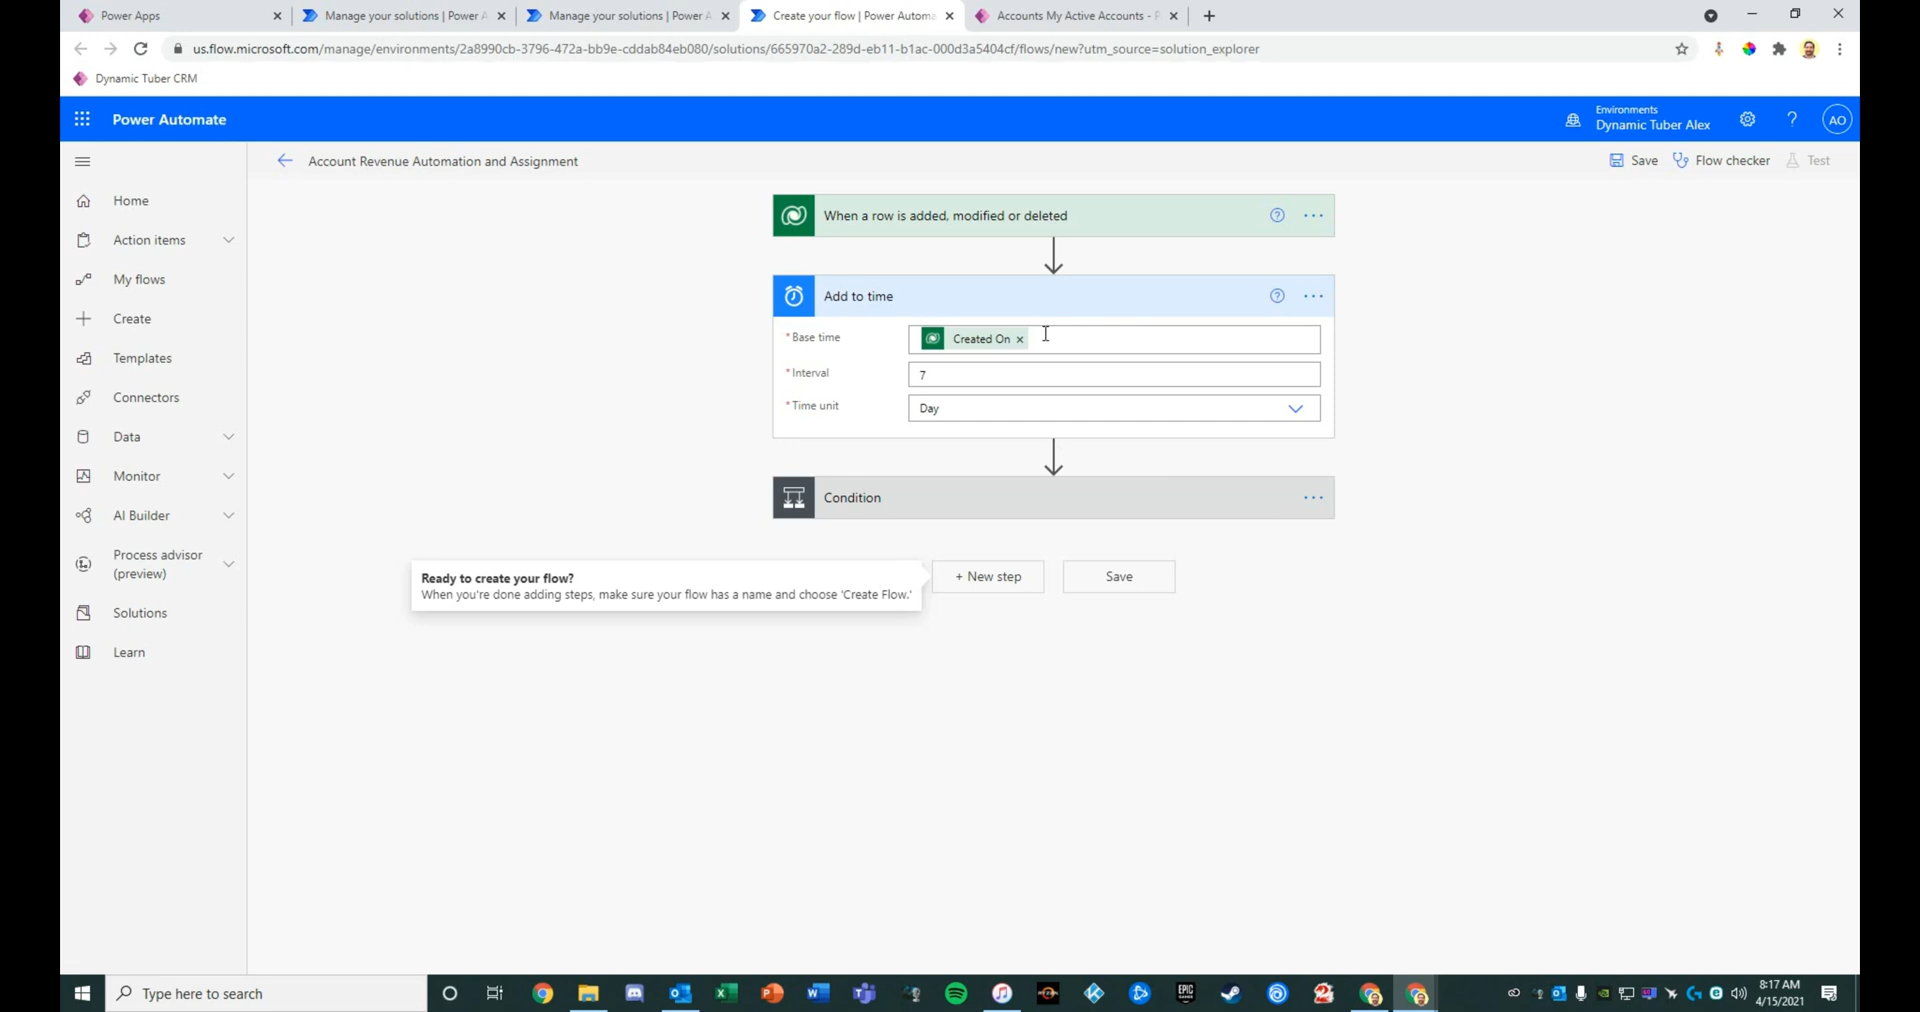 Power Apps
Manage your solutions | Power A
Manage your solutions | Power A
Create your flow | Power Automa
Accounts My Active Accounts - P
us.flow.microsoft.com/manage/environments/2a8990cb-3796-472a-bb9e-cddab84eb080/solutions/665970a2-289d-eb11-b1ac-000d3a5404cf/flows/new?utm_source=solution_explorer
Dynamic Tuber CRM
Power Automate
Environments
Dynamic Tuber Alex
AO
Account Revenue Automation and Assignment
Save
Flow checker
Test
Home
Action items
My flows
Create
Templates
Connectors
Data
Monitor
AI Builder
Process advisor
(preview)
Solutions
Learn
When a row is added, modified or deleted
Add to time
*Base time
Created On
*Interval
7
*Time unit
Day
Condition
Ready to create your flow?
When you're done adding steps, make sure your flow has a name and choose 'Create Flow.'
+ New step
Save
Type here to search
8:17 AM
4/15/2021